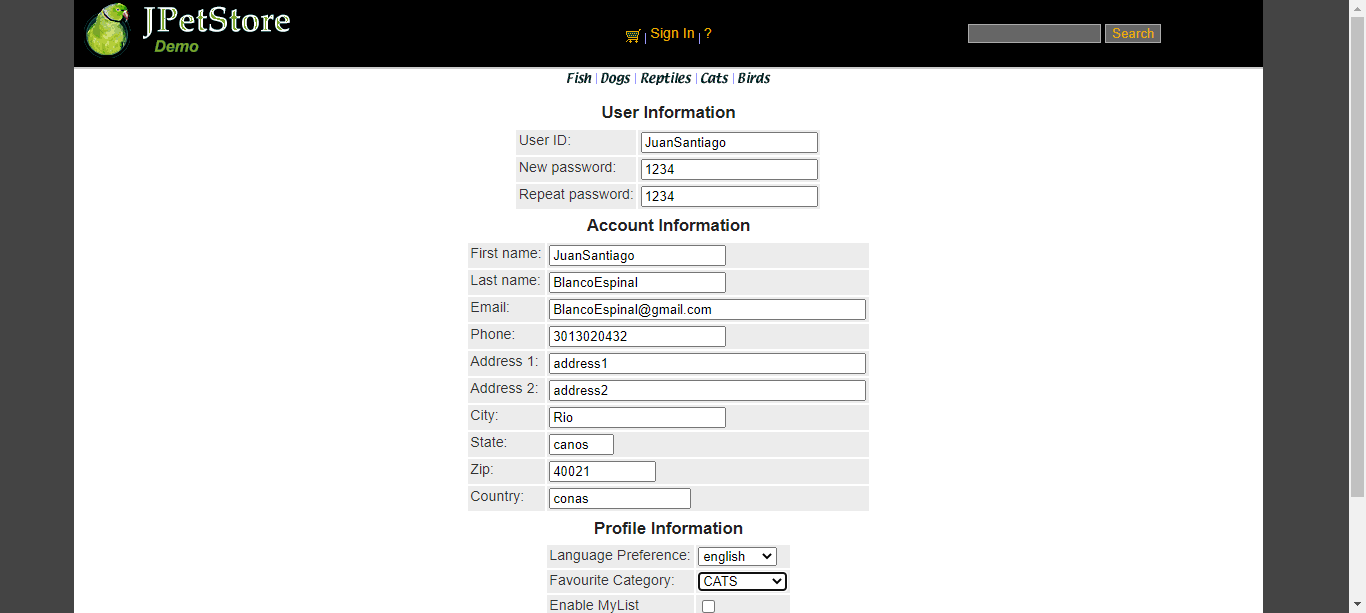 JPetStore
Demo
| Sign In | ?
Search
Fish | Dogs | Reptiles | Cats | Birds
User Information
User ID: JuanSantiago
New password: 1234
Repeat password: 1234
Account Information
First name: JuanSantiago
Last name: BlancoEspinal
Email: BlancoEspinal@gmail.com
Phone: 3013020432
Address 1: address1
Address 2: address2
City: Rio
State: canos
Zip: 40021
Country: conas
Profile Information
Language Preference: english
Favourite Category: CATS
Enable MyList